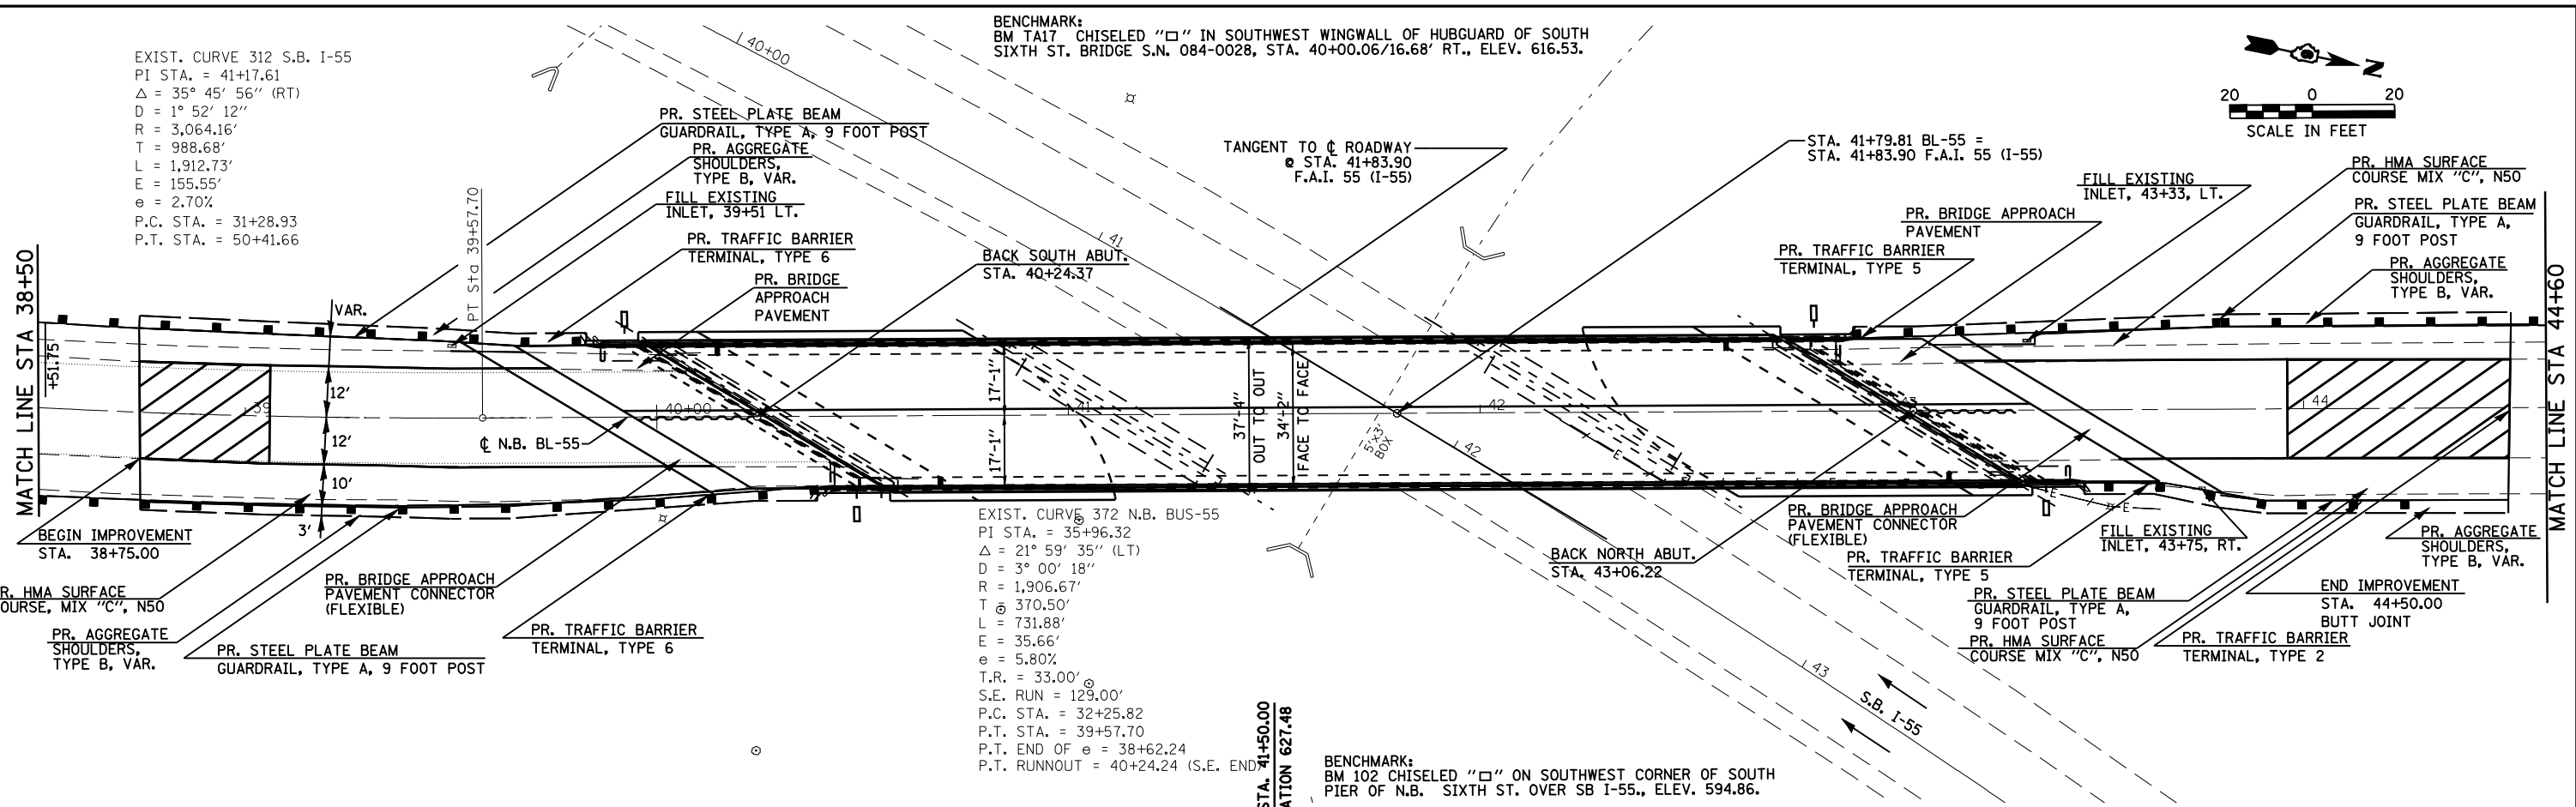 BENCHMARK:
BM TA17 CHISELED "□" IN SOUTHWEST WINGWALL OF HUBGUARD OF SOUTH
SIXTH ST. BRIDGE S.N. 084-0028, STA. 40+00.06/16.68' RT., ELEV. 616.53.
EXIST. CURVE 312 S.B. I-55
PI STA. = 41+17.61
△ = 35° 45' 56" (RT)
D = 1° 52' 12"
R = 3,064.16'
T = 988.68'
L = 1,912.73'
E = 155.55'
e = 2.70%
P.C. STA. = 31+28.93
P.T. STA. = 50+41.66
40+00
N
20 0 20
SCALE IN FEET
PR. STEEL PLATE BEAM
GUARDRAIL, TYPE A, 9 FOOT POST
PR. AGGREGATE
SHOULDERS,
TYPE B, VAR.
FILL EXISTING
INLET, 39+51 LT.
PR. TRAFFIC BARRIER
TERMINAL, TYPE 6
PR. BRIDGE
APPROACH
PAVEMENT
BACK SOUTH ABUT.
STA. 40+24.37
41
TANGENT TO ℄ ROADWAY
@ STA. 41+83.90
F.A.I. 55 (I-55)
STA. 41+79.81 BL-55 =
STA. 41+83.90 F.A.I. 55 (I-55)
PR. BRIDGE APPROACH
PAVEMENT
PR. TRAFFIC BARRIER
TERMINAL, TYPE 5
FILL EXISTING
INLET, 43+33, LT.
PR. HMA SURFACE
COURSE MIX "C", N50
PR. STEEL PLATE BEAM
GUARDRAIL, TYPE A,
9 FOOT POST
PR. AGGREGATE
SHOULDERS,
TYPE B, VAR.
MATCH LINE STA 38+50
+51.75
PT Sta 39+57.70
VAR.
12'
12'
10'
3'
39
40+00
41
42
43
44
℄ N.B. BL-55
17'-1"
17'-1"
37'-4"
OUT TO OUT
34'-2"
FACE TO FACE
5'x3'
BOX
42
E
E
E
MATCH LINE STA 44+60
BEGIN IMPROVEMENT
STA. 38+75.00
R. HMA SURFACE
OURSE, MIX "C", N50
PR. AGGREGATE
SHOULDERS,
TYPE B, VAR.
PR. BRIDGE APPROACH
PAVEMENT CONNECTOR
(FLEXIBLE)
PR. STEEL PLATE BEAM
GUARDRAIL, TYPE A, 9 FOOT POST
PR. TRAFFIC BARRIER
TERMINAL, TYPE 6
EXIST. CURVE 372 N.B. BUS-55
PI STA. = 35+96.32
△ = 21° 59' 35" (LT)
D = 3° 00' 18"
R = 1,906.67'
T = 370.50'
L = 731.88'
E = 35.66'
e = 5.80%
T.R. = 33.00'
S.E. RUN = 129.00'
P.C. STA. = 32+25.82
P.T. STA. = 39+57.70
P.T. END OF e = 38+62.24
P.T. RUNOUT = 40+24.24 (S.E. END)
STA. 41+50.00
ATION 627.48
BACK NORTH ABUT.
STA. 43+06.22
PR. BRIDGE APPROACH
PAVEMENT CONNECTOR
(FLEXIBLE)
PR. TRAFFIC BARRIER
TERMINAL, TYPE 5
FILL EXISTING
INLET, 43+75, RT.
PR. STEEL PLATE BEAM
GUARDRAIL, TYPE A,
9 FOOT POST
PR. HMA SURFACE
COURSE MIX "C", N50
PR. TRAFFIC BARRIER
TERMINAL, TYPE 2
PR. AGGREGATE
SHOULDERS,
TYPE B, VAR.
END IMPROVEMENT
STA. 44+50.00
BUTT JOINT
43
S.B. I-55
BENCHMARK:
BM 102 CHISELED "□" ON SOUTHWEST CORNER OF SOUTH
PIER OF N.B. SIXTH ST. OVER SB I-55., ELEV. 594.86.